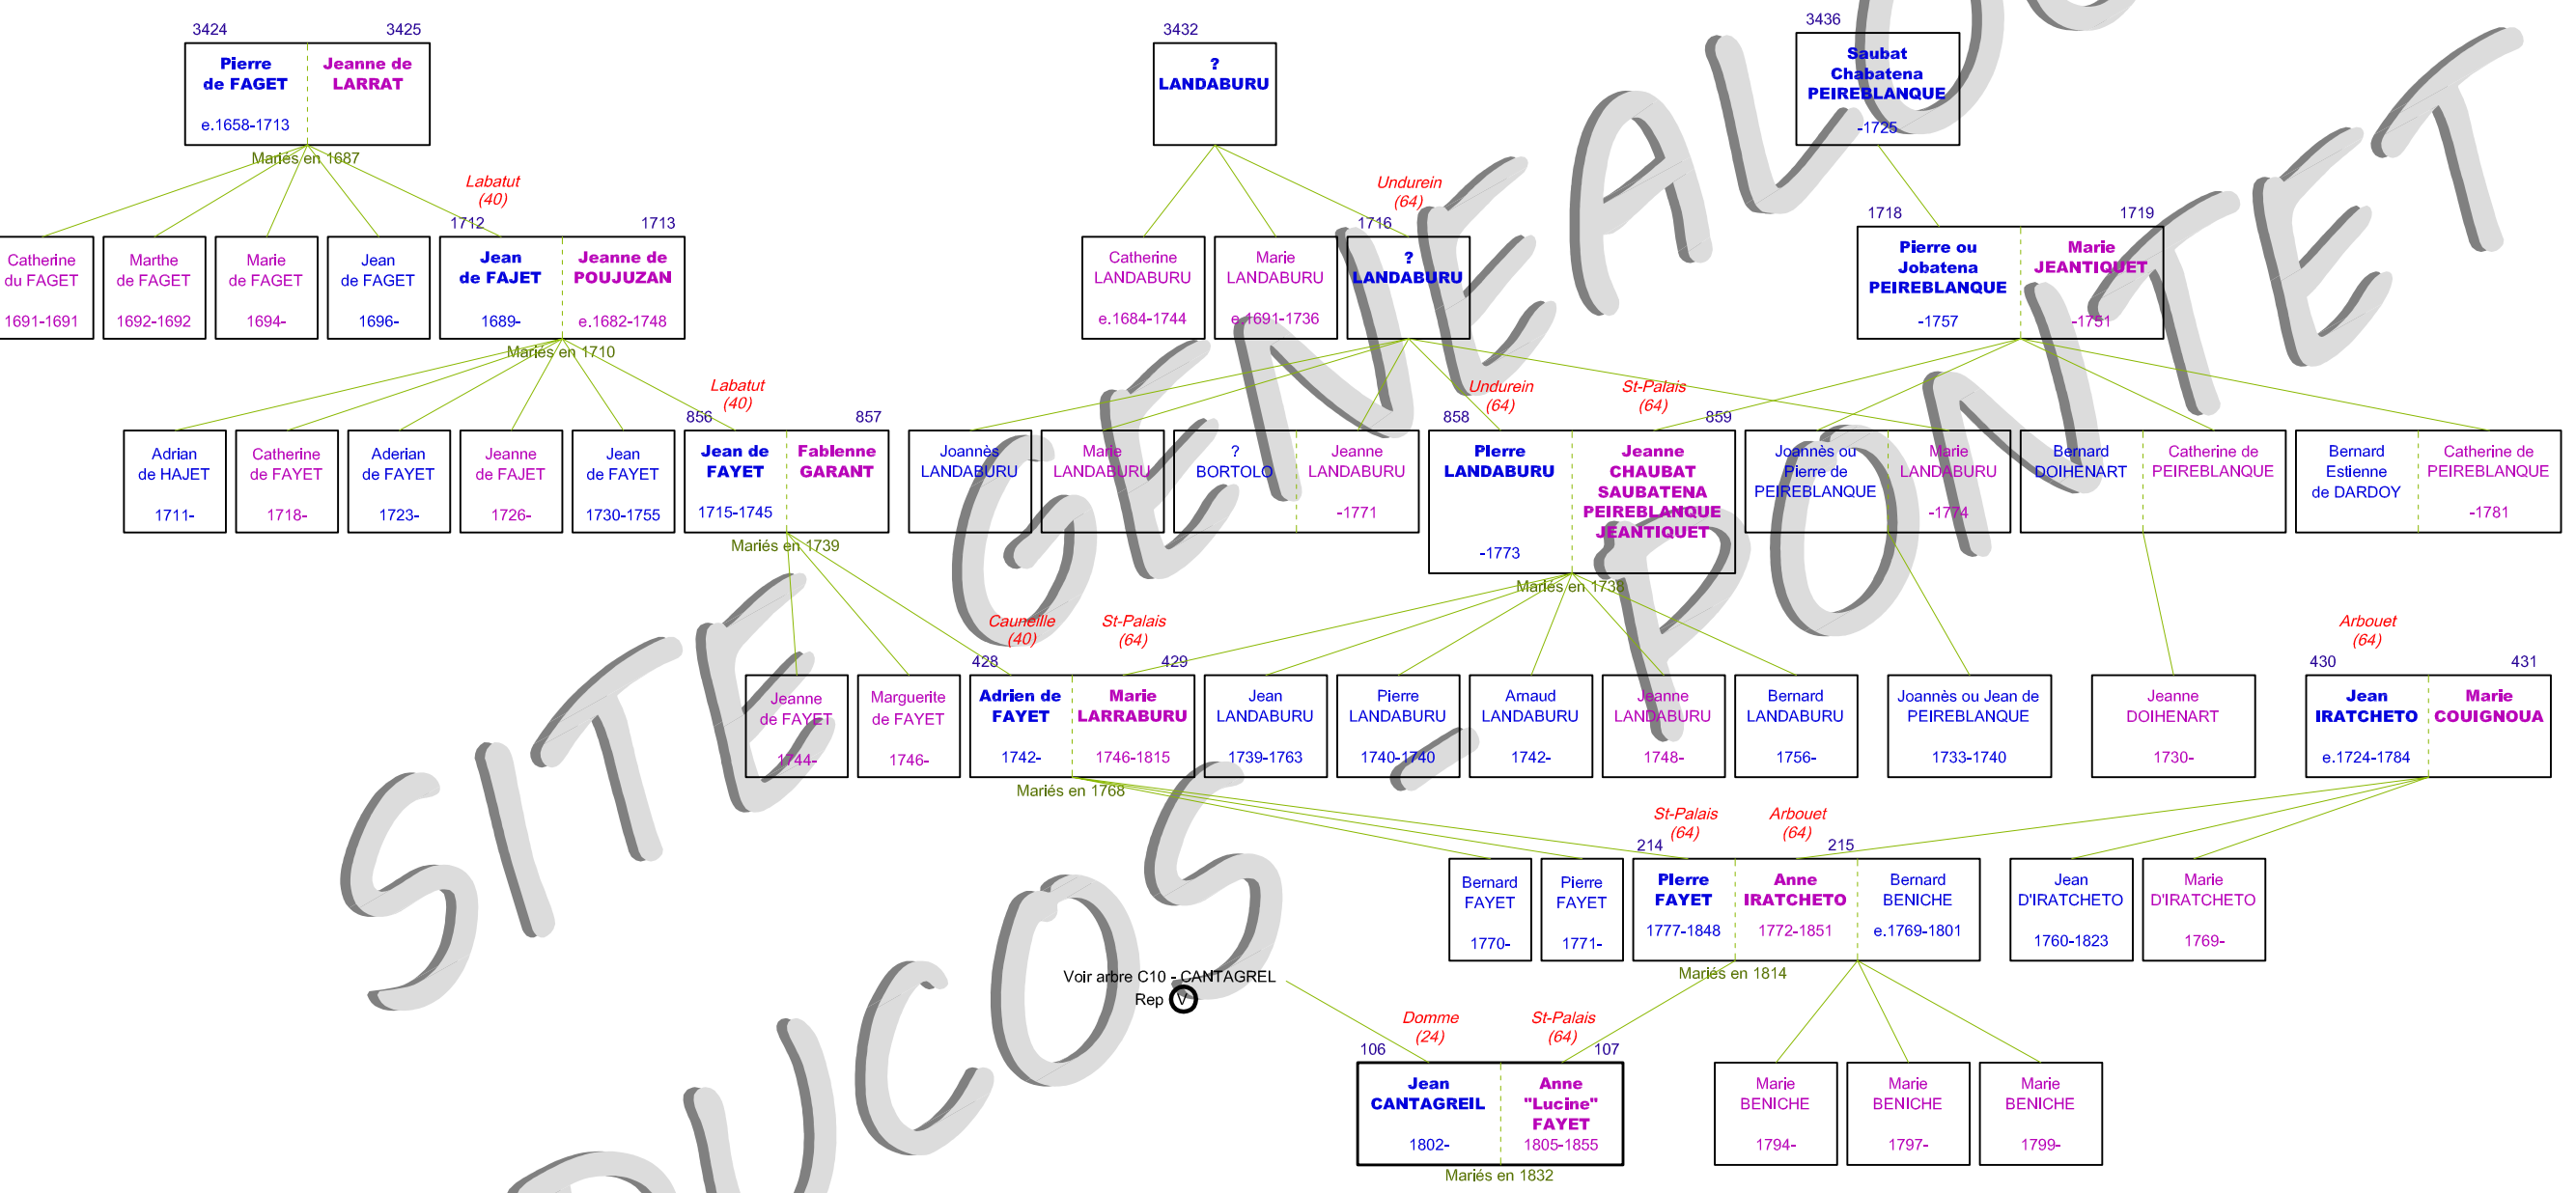 3424 3425
Pierre
de FAGET
e.1658-1713
Jeanne de
LARRAT
Mariés en 1687
3432
?
LANDABURU
3436
Saubat
Chabatena
PEIREBLANQUE
-1725
Catherine
du FAGET
1691-1691
Marthe
de FAGET
1692-1692
Marie
de FAGET
1694-
Jean
de FAGET
1696-
Labatut
(40)
1712 1713
Jean
de FAJET
1689-
Jeanne de
POUJUZAN
e.1682-1748
Mariés en 1710
Catherine
LANDABURU
e.1684-1744
Marie
LANDABURU
e.1691-1736
Undurein
(64)
1716
?
LANDABURU
1718 1719
Pierre ou
Jobatena
PEIREBLANQUE
-1757
Marie
JEANTIQUET
-1751
Adrian
de HAJET
1711-
Catherine
de FAYET
1718-
Aderian
de FAYET
1723-
Jeanne
de FAJET
1726-
Jean
de FAYET
1730-1755
Labatut
(40)
856 857
Jean de
FAYET
1715-1745
Fabienne
GARANT
Mariés en 1739
Joannès
LANDABURU
Marie
LANDABURU
?
BORTOLO
Jeanne
LANDABURU
-1771
Undurein
(64)
St-Palais
(64)
858 859
Pierre
LANDABURU
-1773
Jeanne
CHAUBAT
SAUBATENA
PEIREBLANQUE
JEANTIQUET
Mariés en 1738
Joannès ou
Pierre de
PEIREBLANQUE
Marie
LANDABURU
-1774
Bernard
DOIHENART
Catherine de
PEIREBLANQUE
Bernard
Estienne
de DARDOY
Catherine de
PEIREBLANQUE
-1781
Jeanne
de FAYET
1744-
Marguerite
de FAYET
1746-
Cauneille
(40)
St-Palais
(64)
428 429
Adrien de
FAYET
1742-
Marie
LARRABURU
1746-1815
Mariés en 1768
Jean
LANDABURU
1739-1763
Pierre
LANDABURU
1740-1740
Arnaud
LANDABURU
1742-
Jeanne
LANDABURU
1748-
Bernard
LANDABURU
1756-
Joannès ou Jean de
PEIREBLANQUE
1733-1740
Jeanne
DOIHENART
1730-
Arbouet
(64)
430 431
Jean
IRATCHETO
e.1724-1784
Marie
COUIGNOUA
Bernard
FAYET
1770-
Pierre
FAYET
1771-
St-Palais
(64)
Arbouet
(64)
214 215
Pierre
FAYET
1777-1848
Anne
IRATCHETO
1772-1851
Bernard
BENICHE
e.1769-1801
Mariés en 1814
Jean
D'IRATCHETO
1760-1823
Marie
D'IRATCHETO
1769-
Voir arbre C10 - CANTAGREL
Rep V
Domme
(24)
St-Palais
(64)
106 107
Jean
CANTAGREIL
1802-
Anne
"Lucine"
FAYET
1805-1855
Mariés en 1832
Marie
BENICHE
1794-
Marie
BENICHE
1797-
Marie
BENICHE
1799-
SITE GENEALO
DUCOS - PONTET